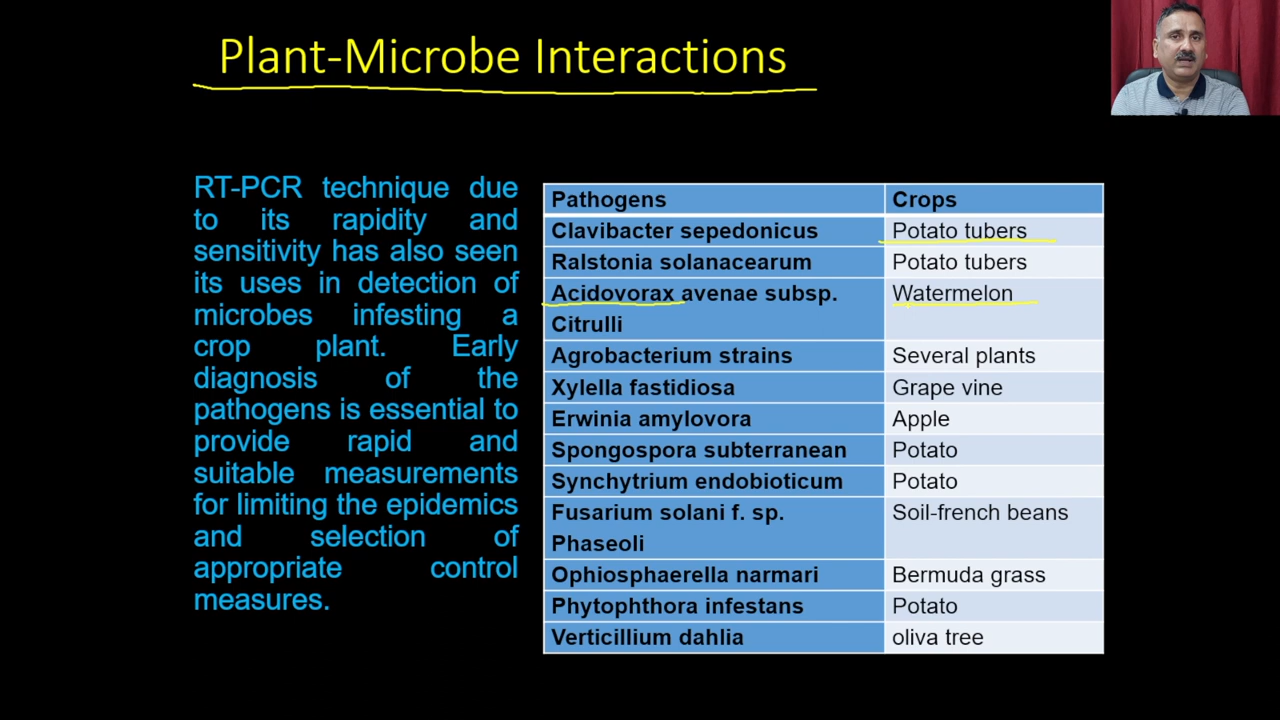 Plant-Microbe Interactions
RT-PCR technique due
to its rapidity and
sensitivity has also seen
its uses in detection of
microbes infesting a
crop plant. Early
diagnosis of the
pathogens is essential to
provide rapid and
suitable measurements
for limiting the epidemics
and selection of
appropriate control
measures.
Pathogens Crops
Clavibacter sepedonicus Potato tubers
Ralstonia solanacearum Potato tubers
Acidovorax avenae subsp. Watermelon
Citrulli
Agrobacterium strains Several plants
Xylella fastidiosa Grape vine
Erwinia amylovora Apple
Spongospora subterranean Potato
Synchytrium endobioticum Potato
Fusarium solani f. sp. Soil-french beans
Phaseoli
Ophiosphaerella narmari Bermuda grass
Phytophthora infestans Potato
Verticillium dahlia oliva tree